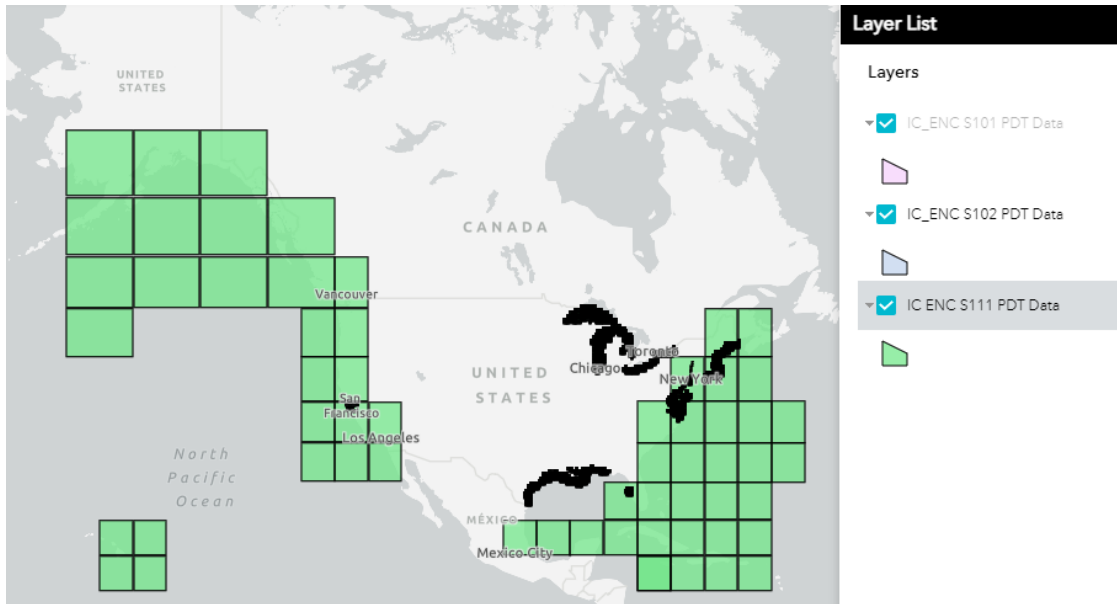 Layer List
Layers
IC_ENC S101 PDT Data
IC_ENC S102 PDT Data
IC ENC S111 PDT Data
UNITED
STATES
CANADA
Vancouver
Toronto
Chicago
New York
UNITED
STATES
San
Francisco
Los Angeles
North
Pacific
Ocean
MÉXICO
Mexico City